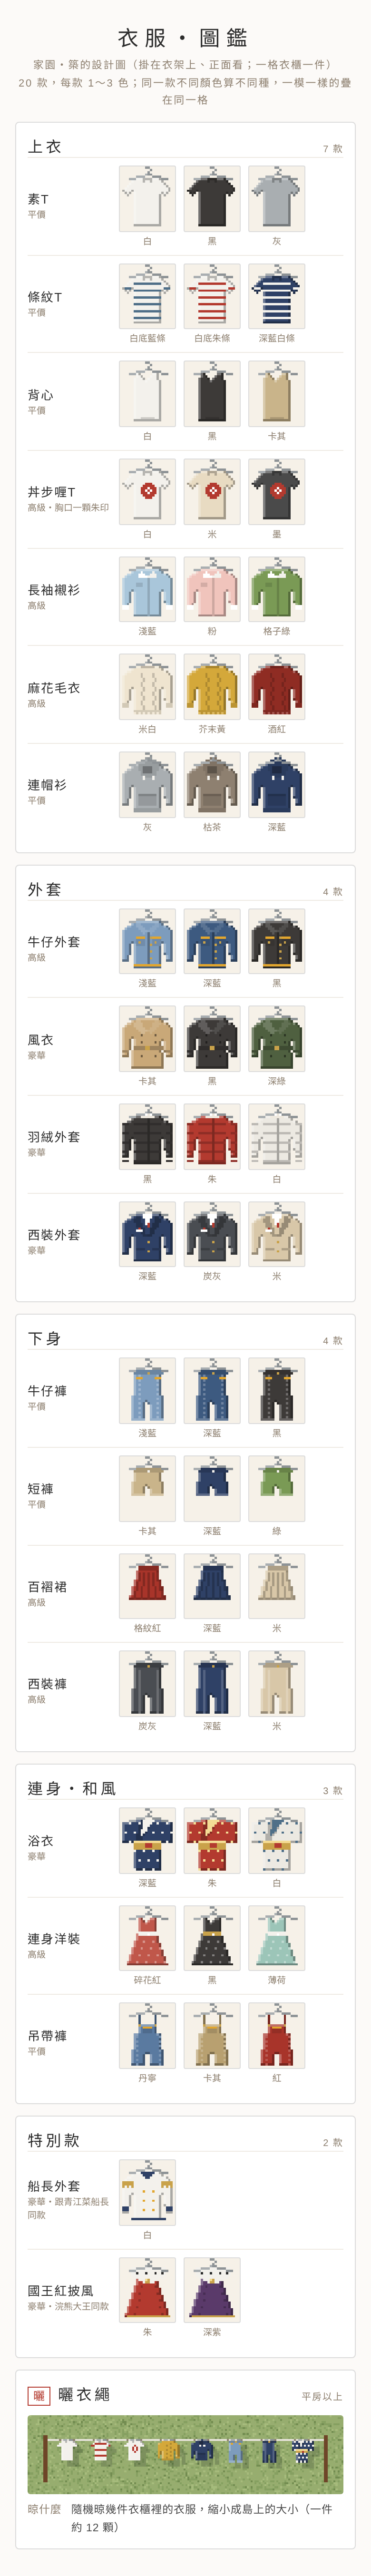 衣服・圖鑑
家園・築的設計圖（掛在衣架上、正面看；一格衣櫃一件）
20 款，每款 1～3 色；同一款不同顏色算不同種，一模一樣的疊
在同一格
上衣
7 款
素T
平價
白
黑
灰
條紋T
平價
白底藍條
白底朱條
深藍白條
背心
平價
白
黑
卡其
丼步喱T
高級・胸口一顆朱印
白
米
墨
長袖襯衫
高級
淺藍
粉
格子綠
麻花毛衣
高級
米白
芥末黃
酒紅
連帽衫
平價
灰
枯茶
深藍
外套
4 款
牛仔外套
高級
淺藍
深藍
黑
風衣
豪華
卡其
黑
深綠
羽絨外套
豪華
黑
朱
白
西裝外套
豪華
深藍
炭灰
米
下身
4 款
牛仔褲
平價
淺藍
深藍
黑
短褲
平價
卡其
深藍
綠
百褶裙
高級
格紋紅
深藍
米
西裝褲
高級
炭灰
深藍
米
連身・和風
3 款
浴衣
豪華
深藍
朱
白
連身洋裝
高級
碎花紅
黑
薄荷
吊帶褲
平價
丹寧
卡其
紅
特別款
2 款
船長外套
豪華・跟青江菜船長
同款
白
國王紅披風
豪華・浣熊大王同款
朱
深紫
曬
曬衣繩
平房以上
晾什麼
隨機晾幾件衣櫃裡的衣服，縮小成島上的大小（一件
約 12 顆）